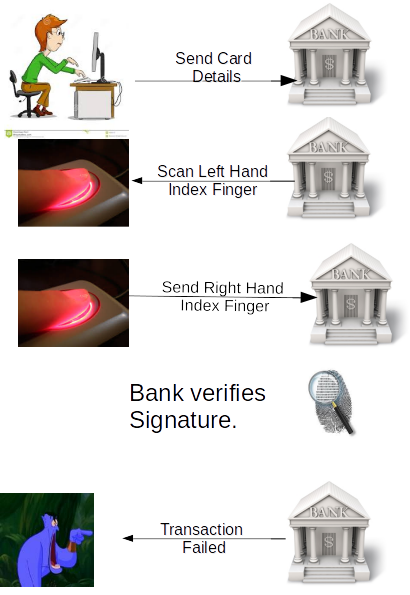 BANK
Send Card
Details
BANK
Scan Left Hand
Index Finger
BANK
Send Right Hand
Index Finger
Bank verifies
Signature.
BANK
Transaction
Failed